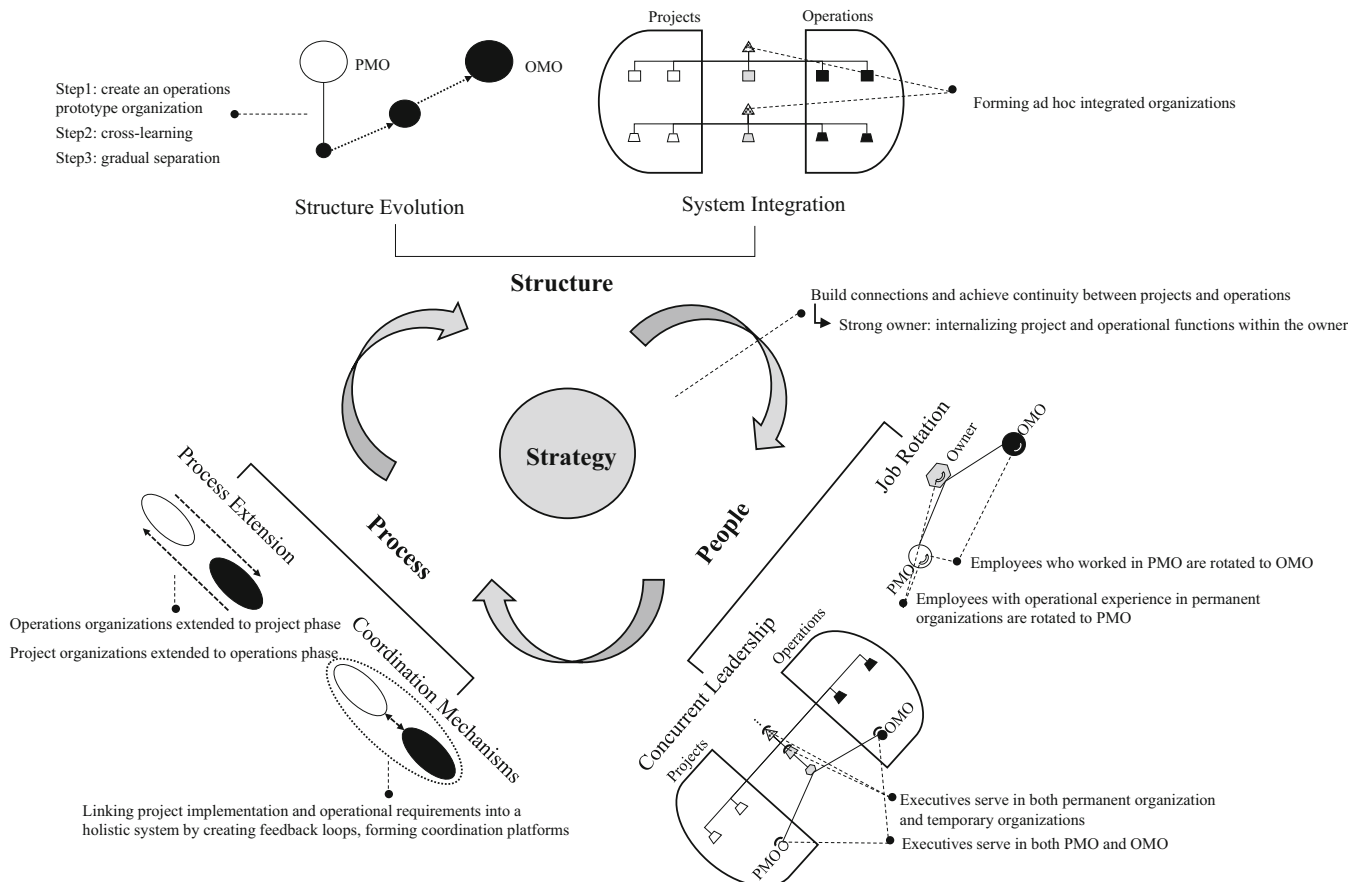 Projects
Operations
PMO
OMO
Step1: create an operations
prototype organization
Step2: cross-learning
Step3: gradual separation
Forming ad hoc integrated organizations
Structure Evolution
System Integration
Structure
Build connections and achieve continuity between projects and operations
Strong owner: internalizing project and operational functions within the owner
Strategy
Process
People
Job Rotation
Owner
OMO
PMO
Employees who worked in PMO are rotated to OMO
Employees with operational experience in permanent
organizations are rotated to PMO
Process Extension
Operations organizations extended to project phase
Project organizations extended to operations phase
Coordination Mechanisms
Linking project implementation and operational requirements into a
holistic system by creating feedback loops, forming coordination platforms
Concurrent Leadership
Operations
Projects
OMO
PMO
Executives serve in both permanent organization
and temporary organizations
Executives serve in both PMO and OMO